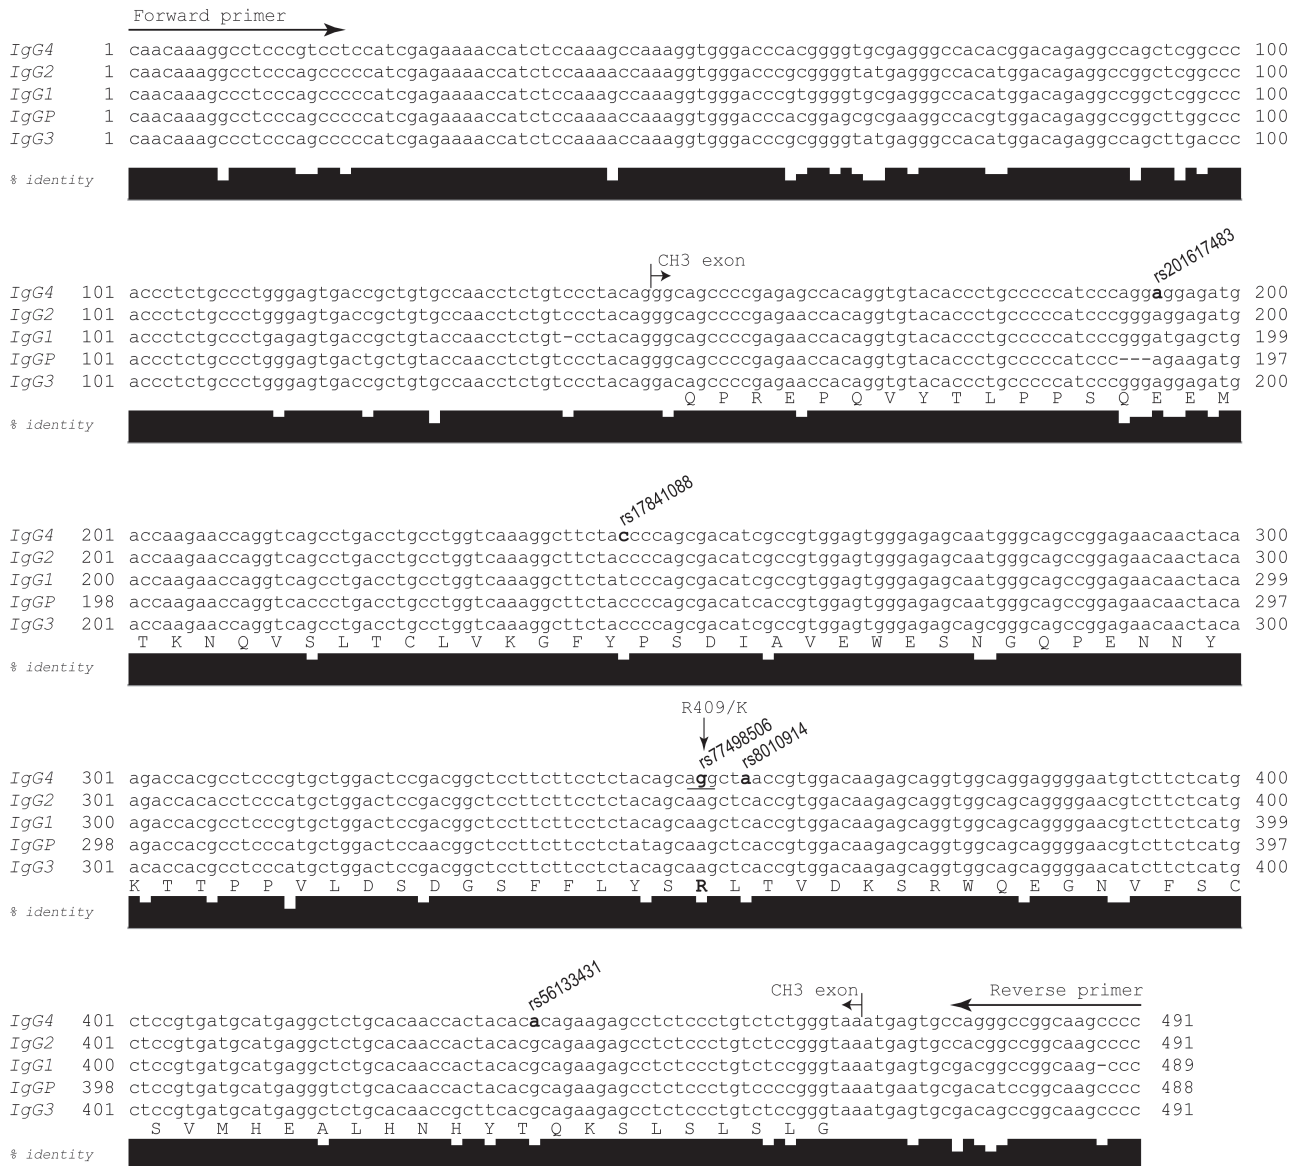 Forward primer
IgG4 1 caacaaaggcctcccgtcctccatcgagaaaaccatctccaaagccaaaggtgggacccacggggtgcgagggccacacggacagaggccagctcggccc 100
IgG2 1 caacaaaggcctcccagcccccatcgagaaaaccatctccaaaaccaaaggtgggacccgcggggtatgagggccacatggacagaggccggctcggccc 100
IgG1 1 caacaaagccctcccagcccccatcgagaaaaccatctccaaagccaaaggtgggacccgtggggtgcgagggccacatggacagaggccggctcggccc 100
IgGP 1 caacaaaggcctcccagcccccatcgagaaaaccatctccaaaaccaaaggtgggacccacggagcgcgaaggccacgtggacagaggccggcttggccc 100
IgG3 1 caacaaagccctcccagcccccatcgagaaaaccatctccaaaaccaaaggtgggacccgcggggtatgagggccacatggacagaggccagcttgaccc 100
% identity
rs201617483
CH3 exon
IgG4 101 accctctgccctgggagtgaccgctgtgccaacctctgtccctacagggcagccccgagagccacaggtgtacaccctgcccccatcccaggaggagatg 200
IgG2 101 accctctgccctgggagtgaccgctgtgccaacctctgtccctacagggcagccccgagaaccacaggtgtacaccctgcccccatcccgggaggagatg 200
IgG1 101 accctctgccctgagagtgaccgctgtaccaacctctgt-cctacagggcagccccgagaaccacaggtgtacaccctgcccccatcccgggatgagctg 199
IgGP 101 accctctgccctgggagtgactgctgtaccaacctctgtccctacagggcagccccgagaaccacaggtgtacaccctgcccccatccc---agaagatg 197
IgG3 101 accctctgccctgggagtgaccgctgtgccaacctctgtccctacaggacagccccgagaaccacaggtgtacaccctgcccccatcccgggaggagatg 200
Q P R E P Q V Y T L P P S Q E E M
% identity
rs17841088
IgG4 201 accaagaaccaggtcagcctgacctgcctggtcaaaggcttctaccccagcgacatcgccgtggagtgggagagcaatgggcagccggagaacaactaca 300
IgG2 201 accaagaaccaggtcagcctgacctgcctggtcaaaggcttctaccccagcgacatcgccgtggagtgggagagcaatgggcagccggagaacaactaca 300
IgG1 200 accaagaaccaggtcagcctgacctgcctggtcaaaggcttctatcccagcgacatcgccgtggagtgggagagcaatgggcagccggagaacaactaca 299
IgGP 198 accaagaaccaggtcaccctgacctgcctggtcaaaggcttctaccccagcgacatcaccgtggagtgggagagcaatgggcagccggagaacaactaca 297
IgG3 201 accaagaaccaggtcagcctgacctgcctggtcaaaggcttctaccccagcgacatcgccgtggagtgggagagcagcgggcagccggagaacaactaca 300
T K N Q V S L T C L V K G F Y P S D I A V E W E S N G Q P E N N Y
% identity
R409/K
rs77498506 rs8010914
IgG4 301 agaccacgcctcccgtgctggactccgacggctccttcttcctctacagcaggctaaccgtggacaagagcaggtggcaggaggggaatgtcttctcatg 400
IgG2 301 agaccacacctcccgtgctggactccgacggctccttcttcctctacagcaagctcaccgtggacaagagcaggtggcagcaggggaacgtcttctcatg 400
IgG1 300 agaccacgcctcccgtgctggactccgacggctccttcttcctctacagcaagctcaccgtggacaagagcaggtggcagcaggggaacgtcttctcatg 399
IgGP 298 agaccacgcctcccatgctggactccaacggctccttcttcctctatagcaagctcaccgtggacaagagcaggtggcagcaggggaacgtcttctcatg 397
IgG3 301 acaccacgcctcccatgctggactccgacggctccttcttcctctacagcaagctcaccgtggacaagagcaggtggcagcaggggaacatcttctcatg 400
K T T P P V L D S D G S F F L Y S R L T V D K S R W Q E G N V F S C
% identity
rs56133431
CH3 exon Reverse primer
IgG4 401 ctccgtgatgcatgaggctctgcacaaccactacacacagaagagcctctccctgtctctgggtaaatgagtgccagggccggcaagcccc 491
IgG2 401 ctccgtgatgcatgaggctctgcacaaccactacacgcagaagagcctctccctgtctccgggtaaatgagtgccacggccggcaagcccc 491
IgG1 400 ctccgtgatgcatgaggctctgcacaaccactacacgcagaagagcctctccctgtctccgggtaaatgagtgcgacggccggcaag-ccc 489
IgGP 398 ctccgtgatgcatgagggtctgcacaaccactacacgcagaagagcctctccctgtccccgggtaaatgaatgcgacatccggcaagcccc 488
IgG3 401 ctccgtgatgcatgaggctctgcacaaccgcttcacgcagaagagcctctccctgtctccgggtaaatgagtgcgacagccggcaagcccc 491
S V M H E A L H N H Y T Q K S L S L S L G
% identity